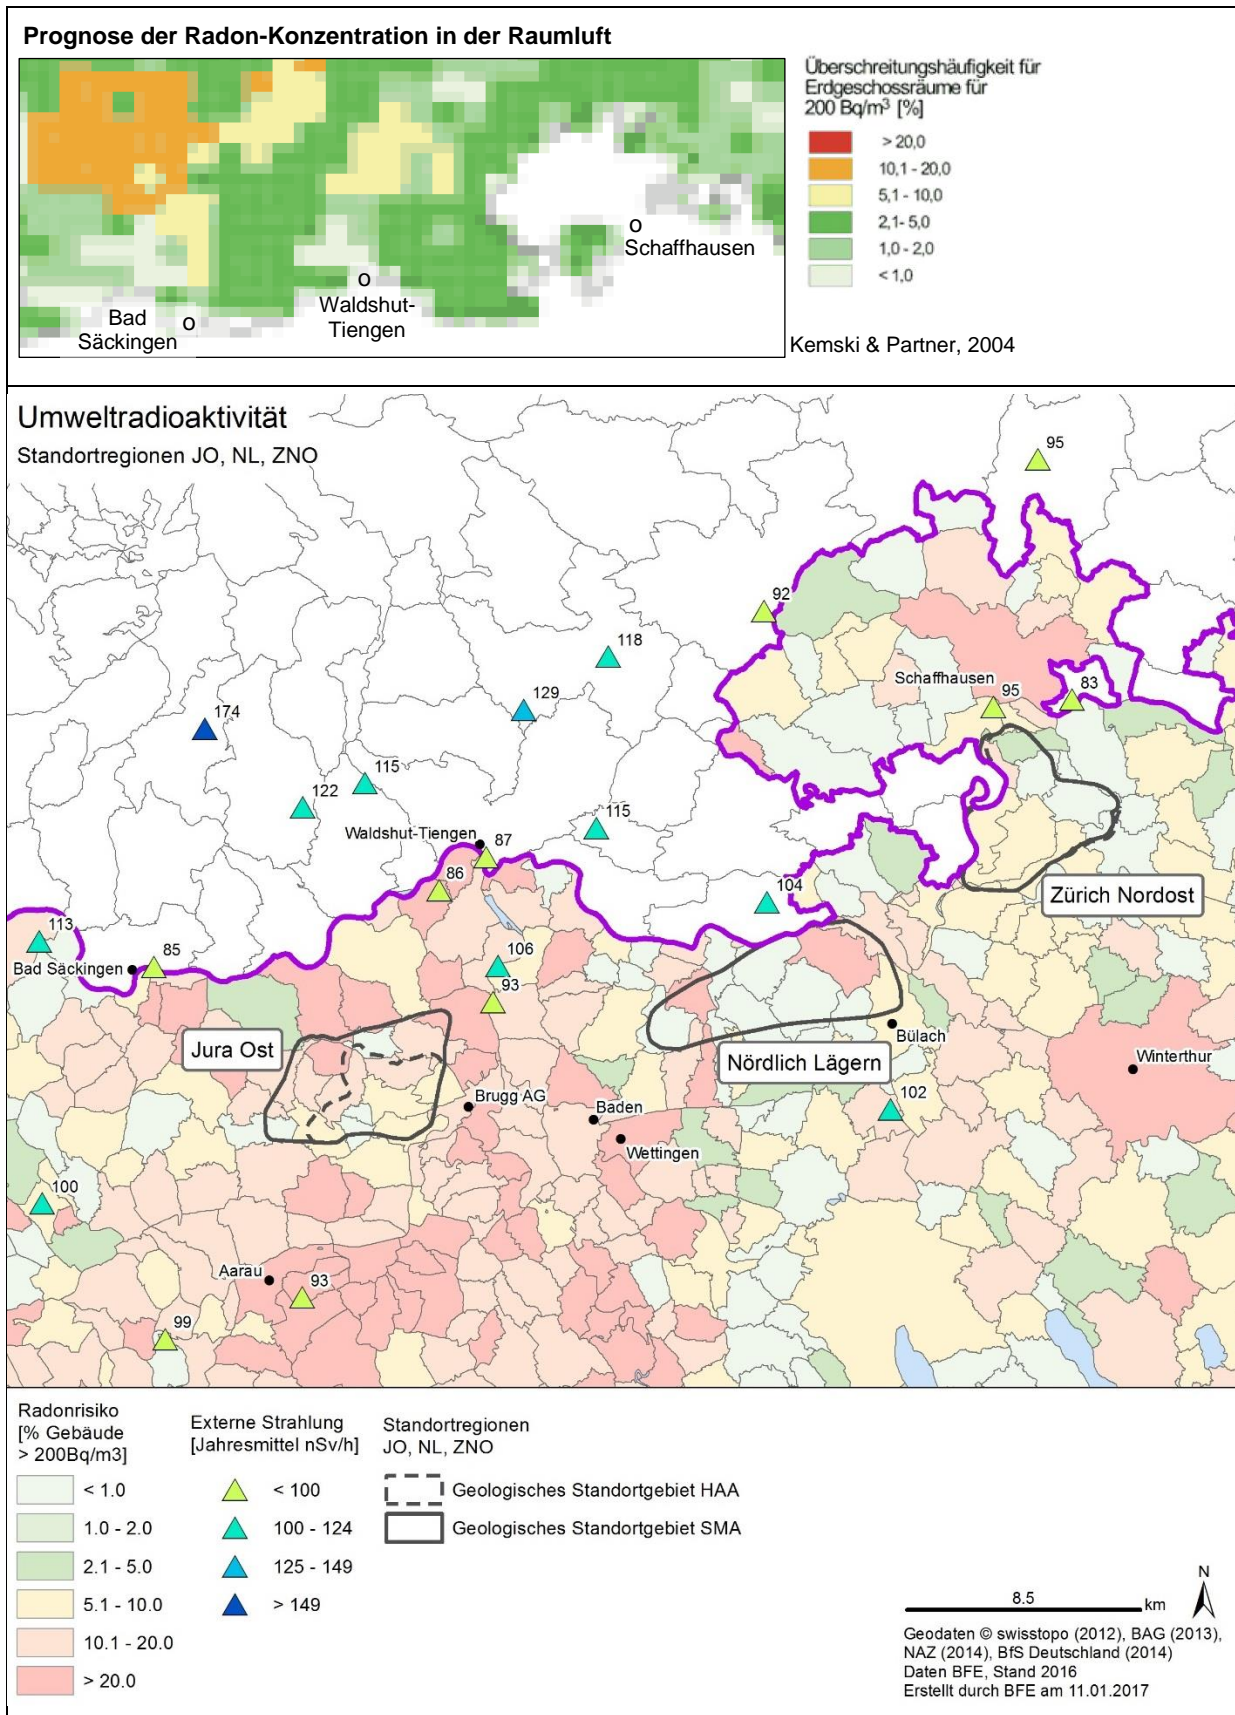 Prognose der Radon-Konzentration in der Raumluft
Überschreitungshäufigkeit für
Erdgeschossräume für
200 Bq/m³ [%]
> 20,0
10,1 - 20,0
5,1 - 10,0
2,1- 5,0
1,0 - 2,0
< 1,0
o
Schaffhausen
o
Waldshut-
Tiengen
Bad
Säckingen
o
Kemski & Partner, 2004
Umweltradioaktivität
Standortregionen JO, NL, ZNO
95
92
118
Schaffhausen
95
83
129
174
115
122
Waldshut-Tiengen
87
115
86
104
Zürich Nordost
113
Bad Säckingen
85
106
93
Jura Ost
Bülach
Nördlich Lägern
Winterthur
Brugg AG
Baden
102
Wettingen
100
Aarau
93
99
Radonrisiko
[% Gebäude
> 200Bq/m3]
< 1.0
1.0 - 2.0
2.1 - 5.0
5.1 - 10.0
10.1 - 20.0
> 20.0
Externe Strahlung
[Jahresmittel nSv/h]
< 100
100 - 124
125 - 149
> 149
Standortregionen
JO, NL, ZNO
Geologisches Standortgebiet HAA
Geologisches Standortgebiet SMA
N
8.5
km
Geodaten © swisstopo (2012), BAG (2013),
NAZ (2014), BfS Deutschland (2014)
Daten BFE, Stand 2016
Erstellt durch BFE am 11.01.2017